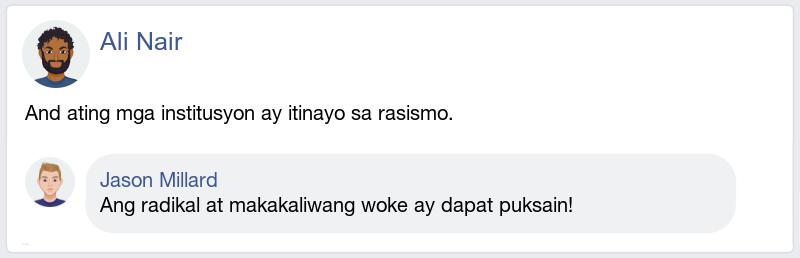 Ali Nair
And ating mga institusyon ay itinayo sa rasismo.
Jason Millard
Ang radikal at makakaliwang woke ay dapat puksain!